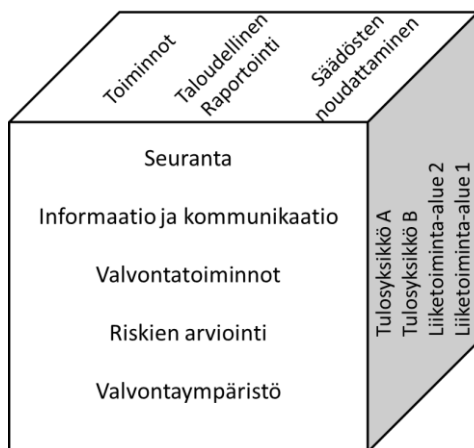 Toiminnot
Taloudellinen
Raportointi
Säädösten
noudattaminen
Seuranta
Informaatio ja kommunikaatio
Valvontatoiminnot
Riskien arviointi
Valvontaympäristö
Tulosyksikkö A
Tulosyksikkö B
Liiketoiminta-alue 2
Liiketoiminta-alue 1